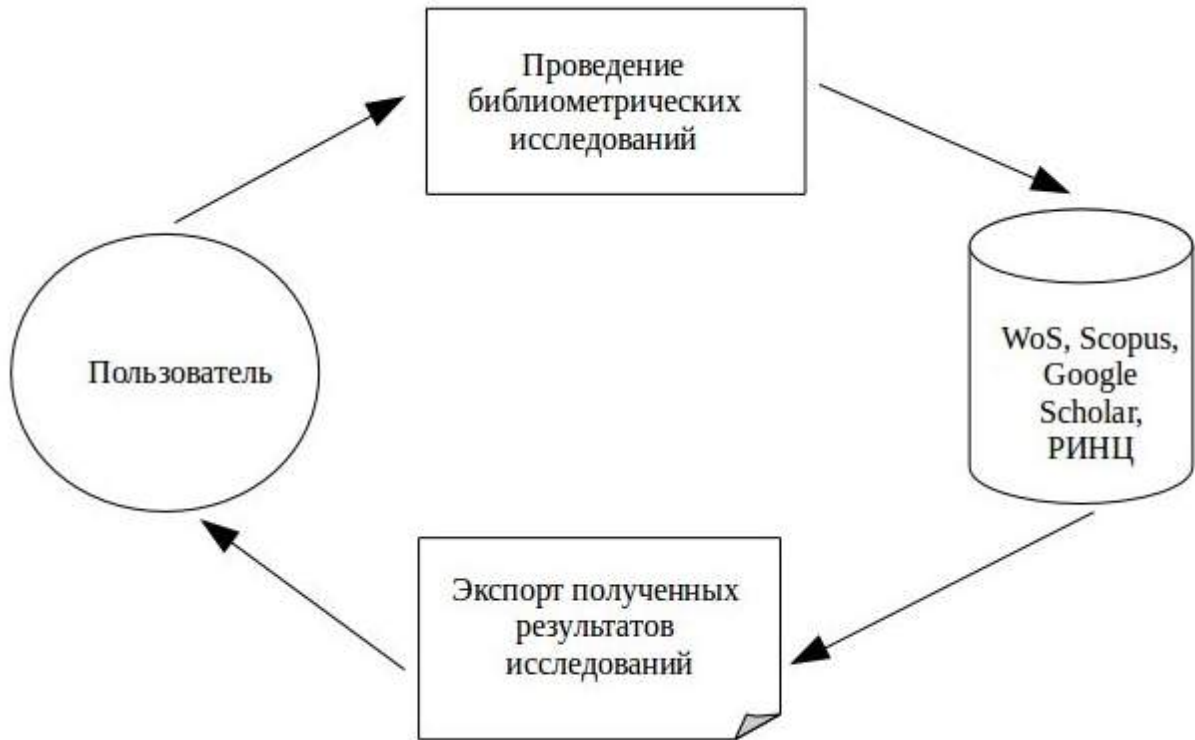 Проведение
библиометрических
исследований
Пользователь
WoS, Scopus,
Google
Scholar,
РИНЦ
Экспорт полученных
результатов
исследований